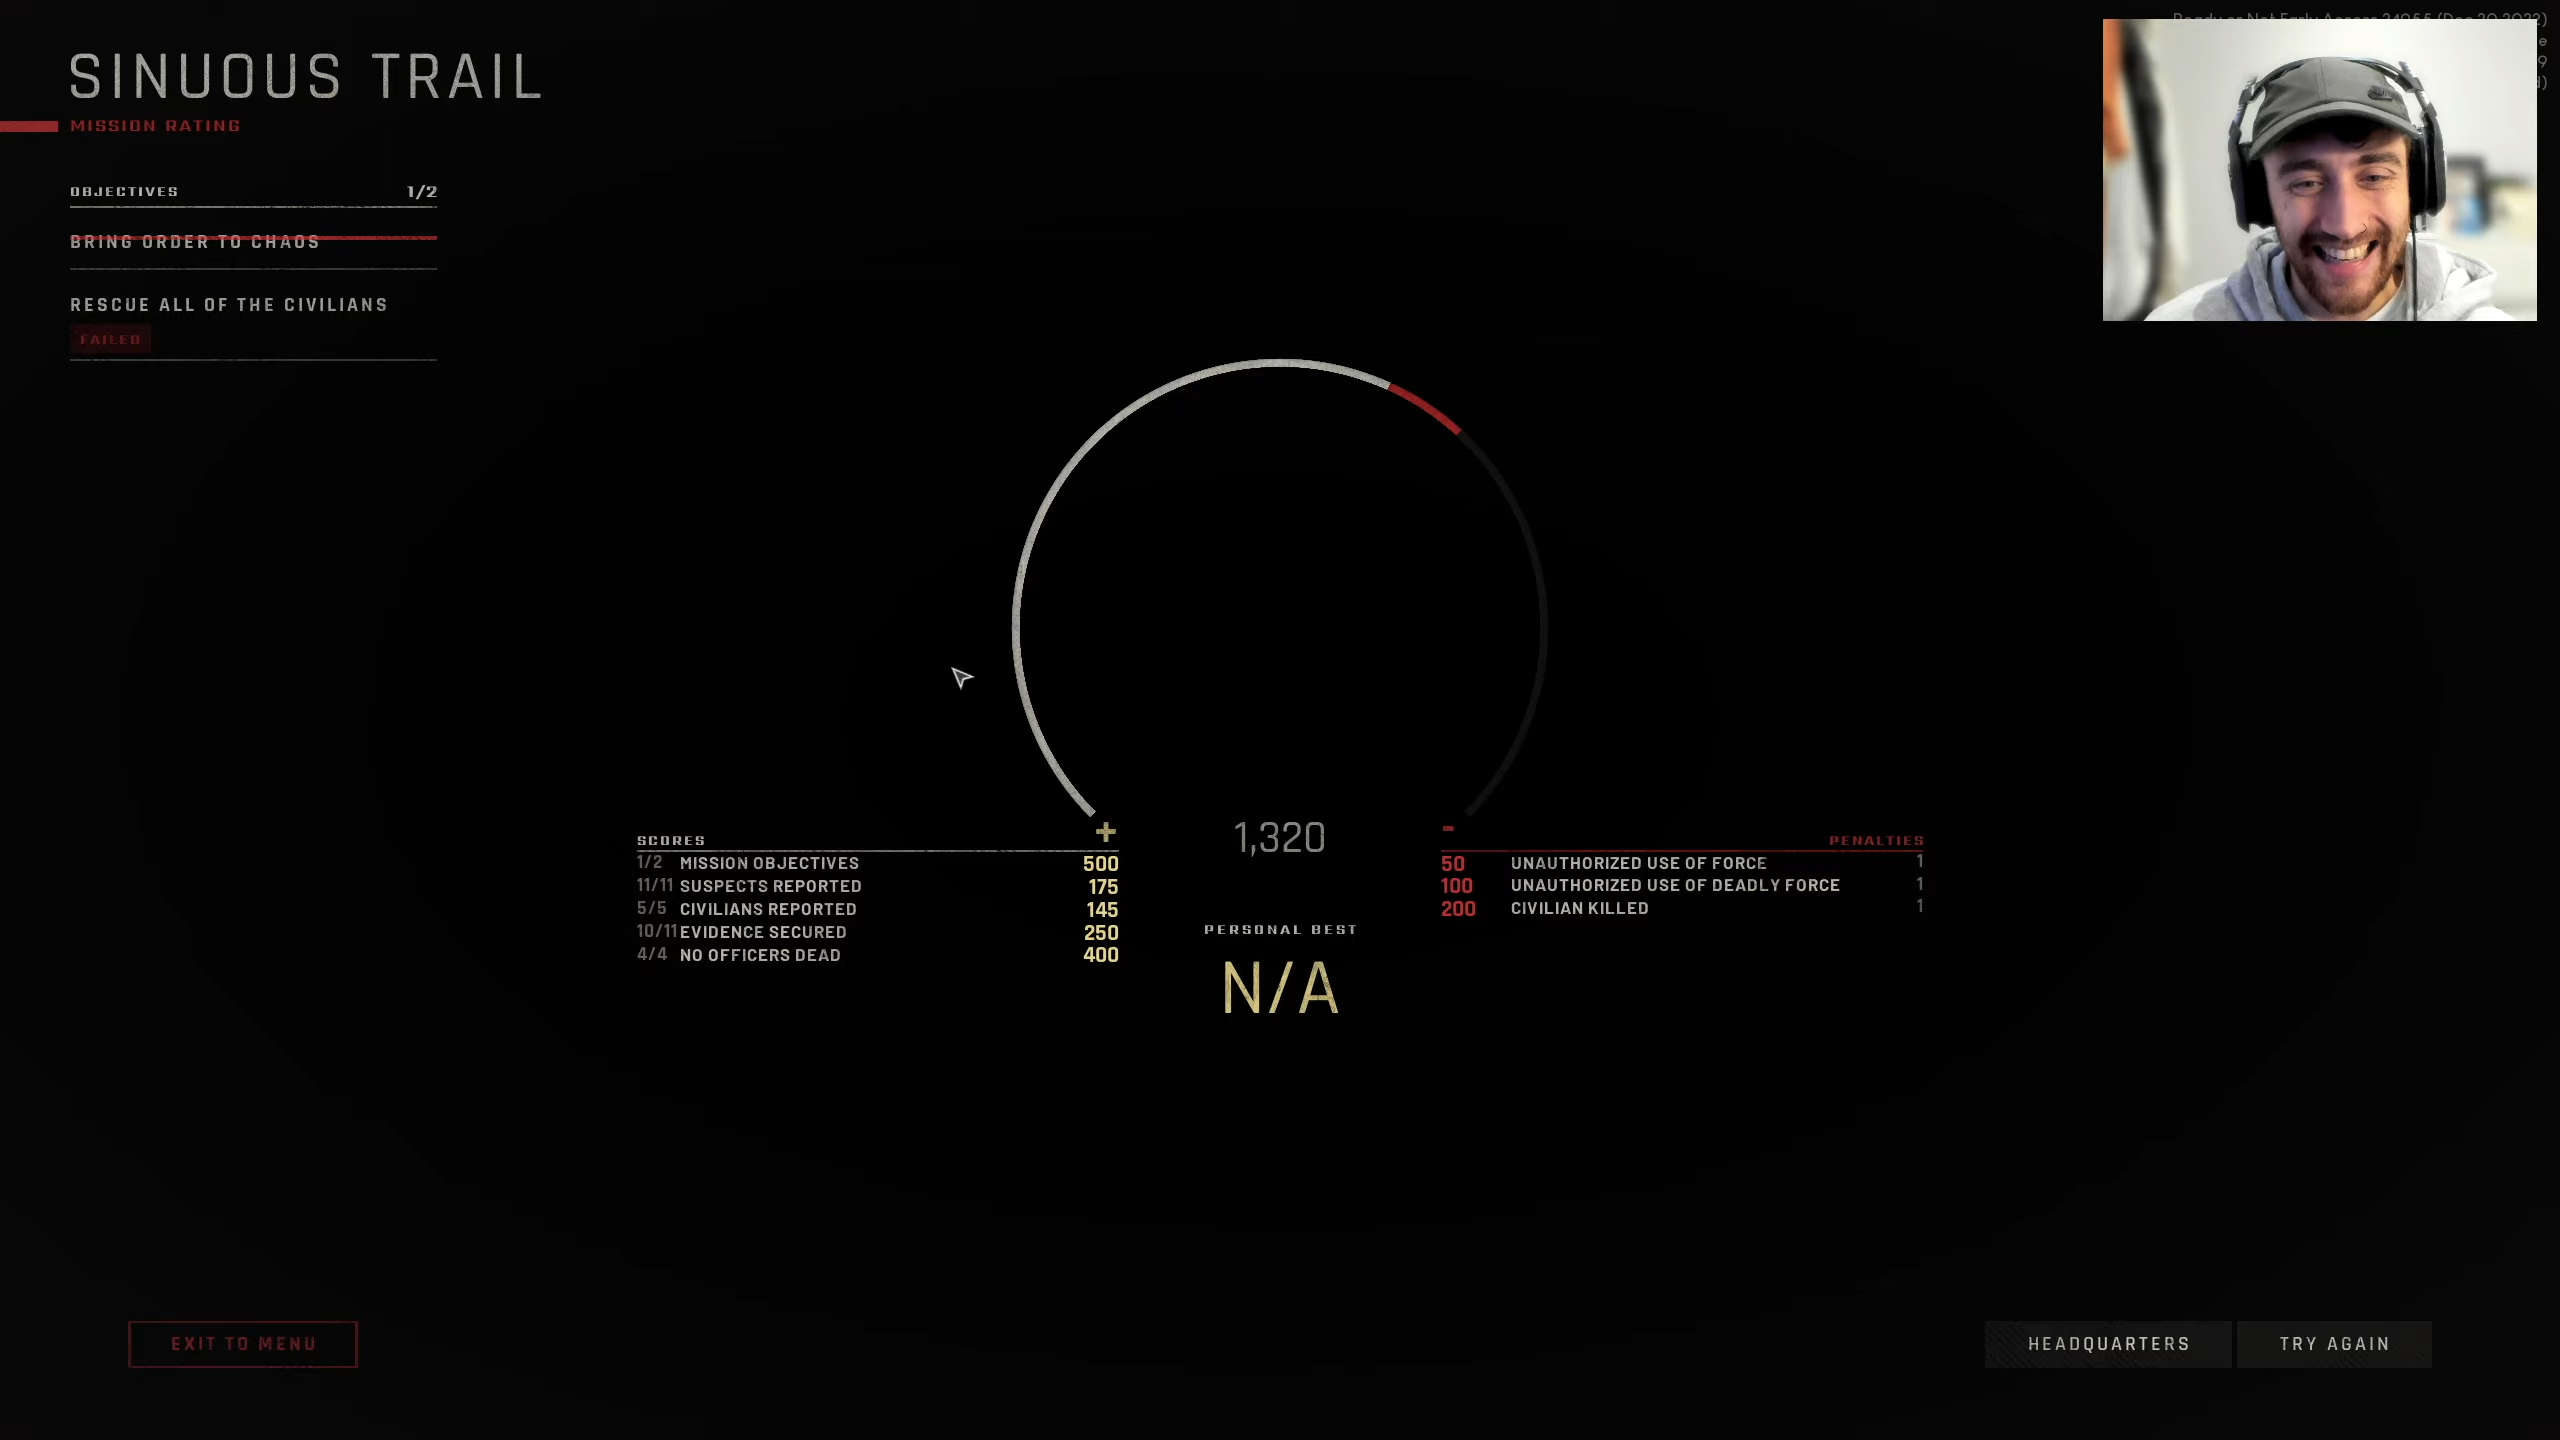 SINUOUS TRAIL
MISSION RATING
OBJECTIVES 1/2
BRING ORDER TO CHAOS
RESCUE ALL OF THE CIVILIANS
FAILED
SCORES +
1/2 MISSION OBJECTIVES 500
11/11 SUSPECTS REPORTED 175
5/5 CIVILIANS REPORTED 145
10/11 EVIDENCE SECURED 250
4/4 NO OFFICERS DEAD 400
1,320
PERSONAL BEST
N/A
- PENALTIES
50 UNAUTHORIZED USE OF FORCE 1
100 UNAUTHORIZED USE OF DEADLY FORCE 1
200 CIVILIAN KILLED 1
EXIT TO MENU
HEADQUARTERS
TRY AGAIN